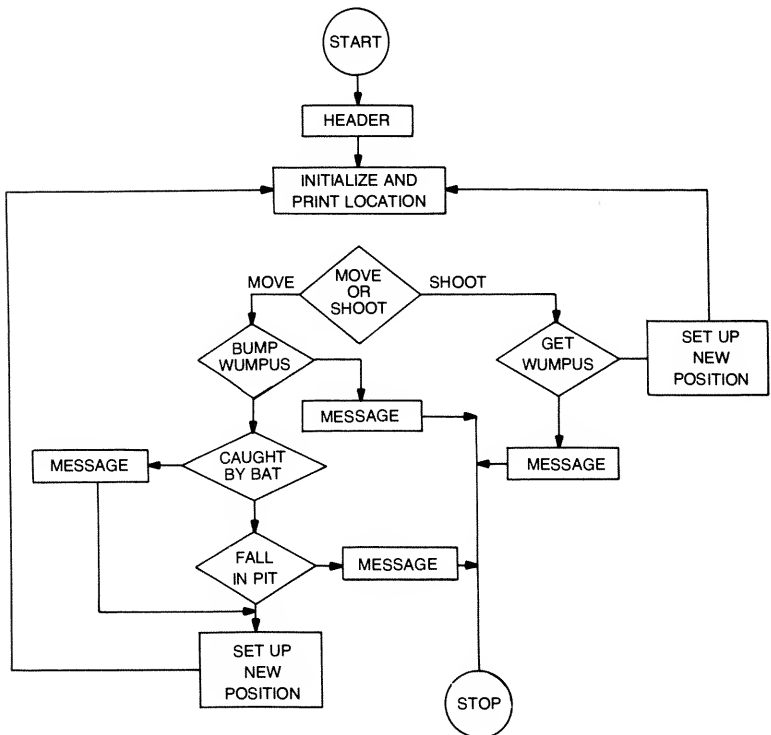 START
HEADER
INITIALIZE AND
PRINT LOCATION
MOVE
MOVE
OR
SHOOT
SHOOT
BUMP
WUMPUS
GET
WUMPUS
SET UP
NEW
POSITION
MESSAGE
MESSAGE
CAUGHT
BY BAT
MESSAGE
FALL
IN PIT
MESSAGE
SET UP
NEW
POSITION
STOP